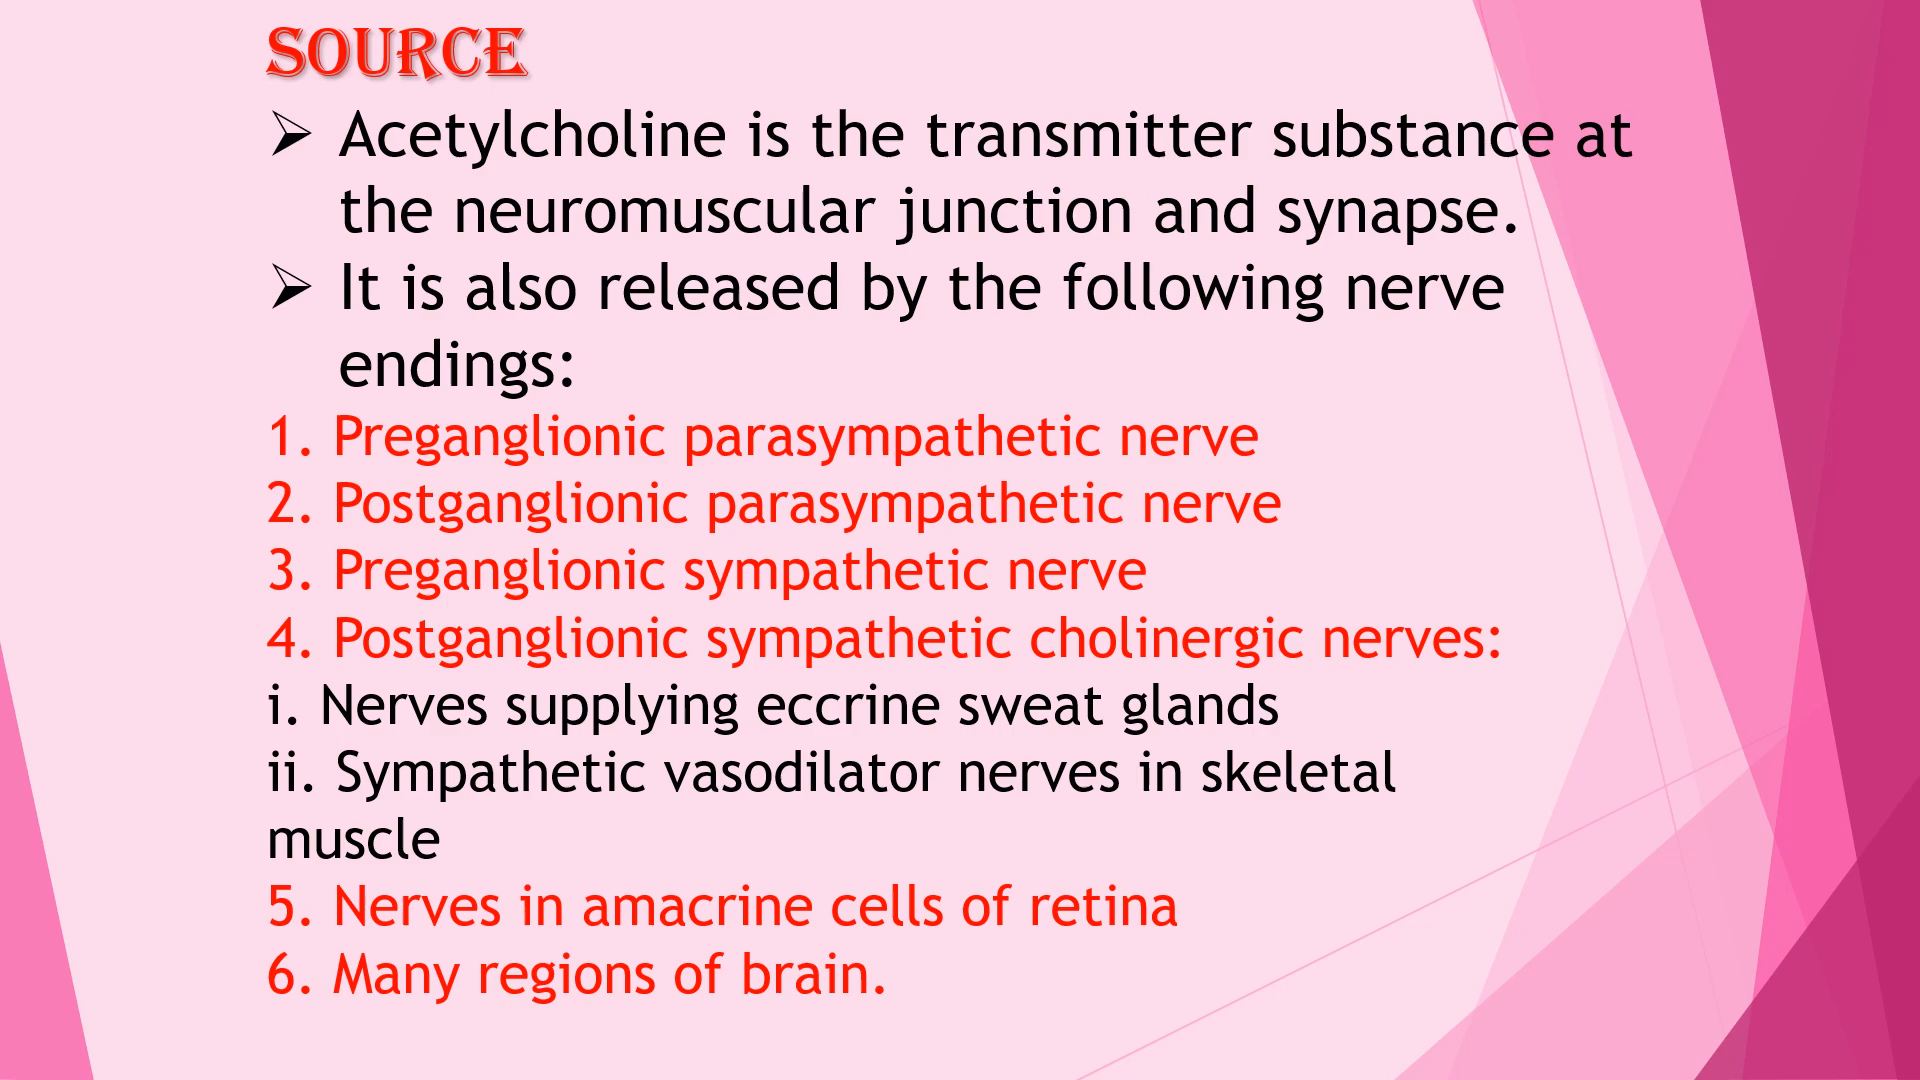 SOURCE
➢ Acetylcholine is the transmitter substance at
the neuromuscular junction and synapse.
➢ It is also released by the following nerve
endings:
1. Preganglionic parasympathetic nerve
2. Postganglionic parasympathetic nerve
3. Preganglionic sympathetic nerve
4. Postganglionic sympathetic cholinergic nerves:
i. Nerves supplying eccrine sweat glands
ii. Sympathetic vasodilator nerves in skeletal
muscle
5. Nerves in amacrine cells of retina
6. Many regions of brain.